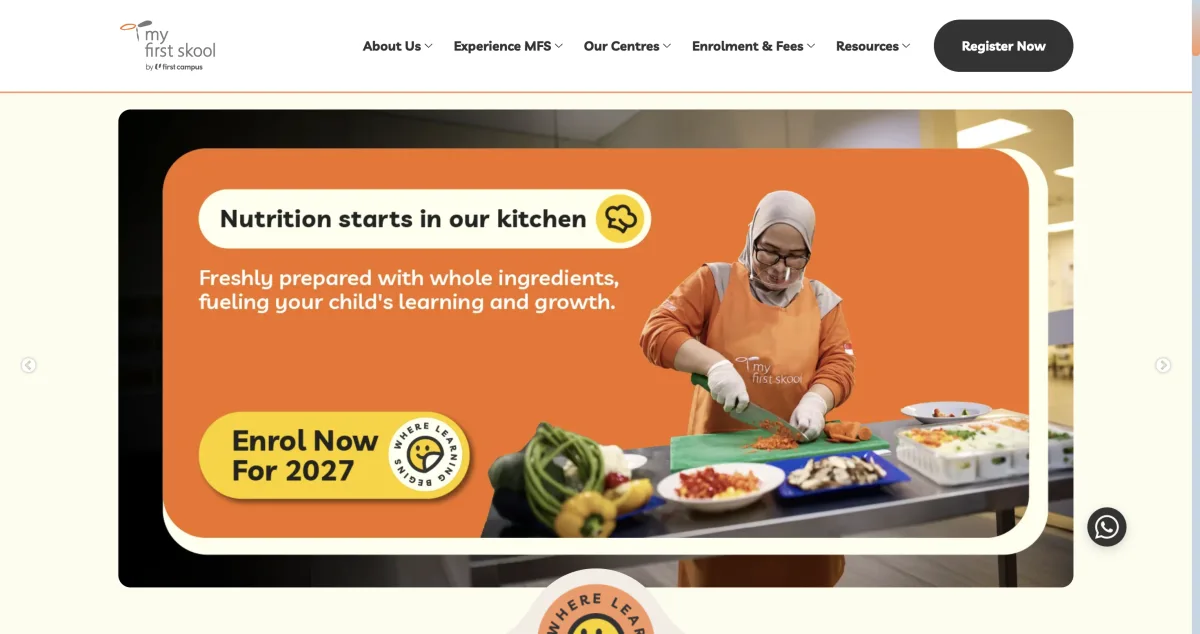 my
first skool
by first campus
About Us
Experience MFS
Our Centres
Enrolment & Fees
Resources
Register Now
Nutrition starts in our kitchen
Freshly prepared with whole ingredients,
fueling your child's learning and growth.
my
first skool
Enrol Now
For 2027
WHERE LEARNING BEGINS
WHERE LEAR